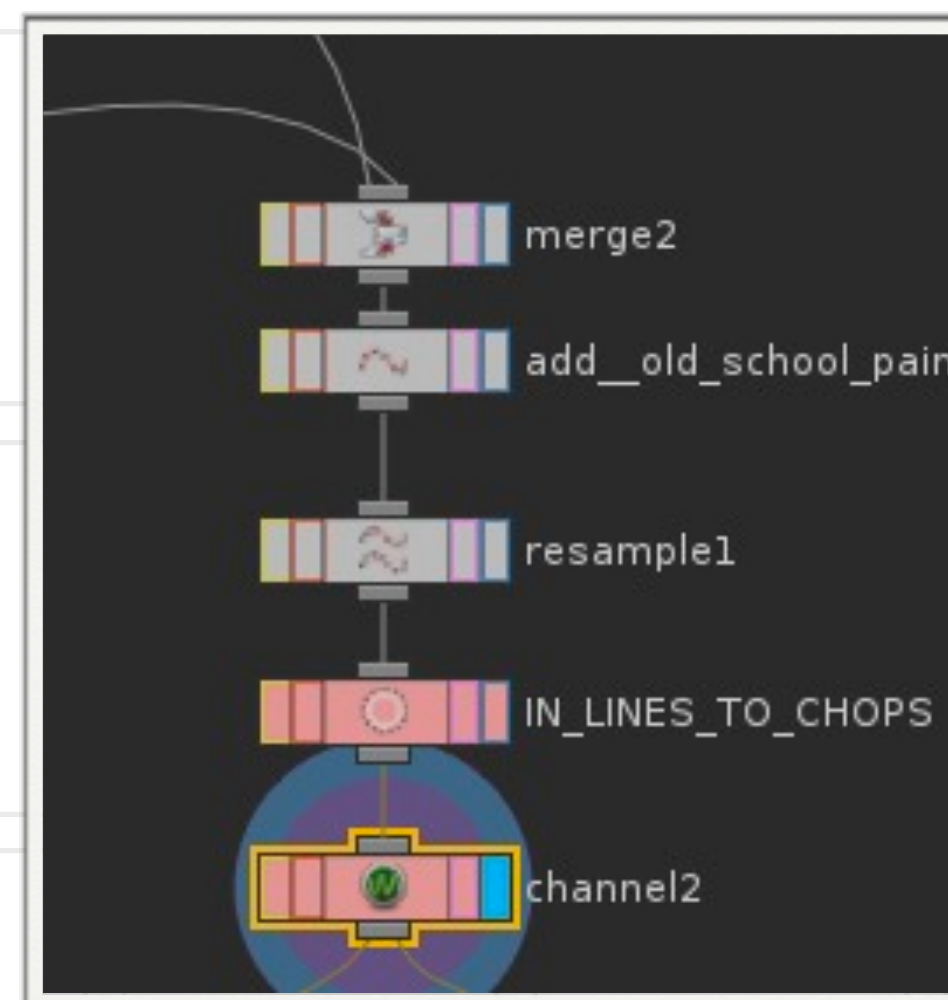 merge2
add__old_school_pain
resample1
IN_LINES_TO_CHOPS
channel2